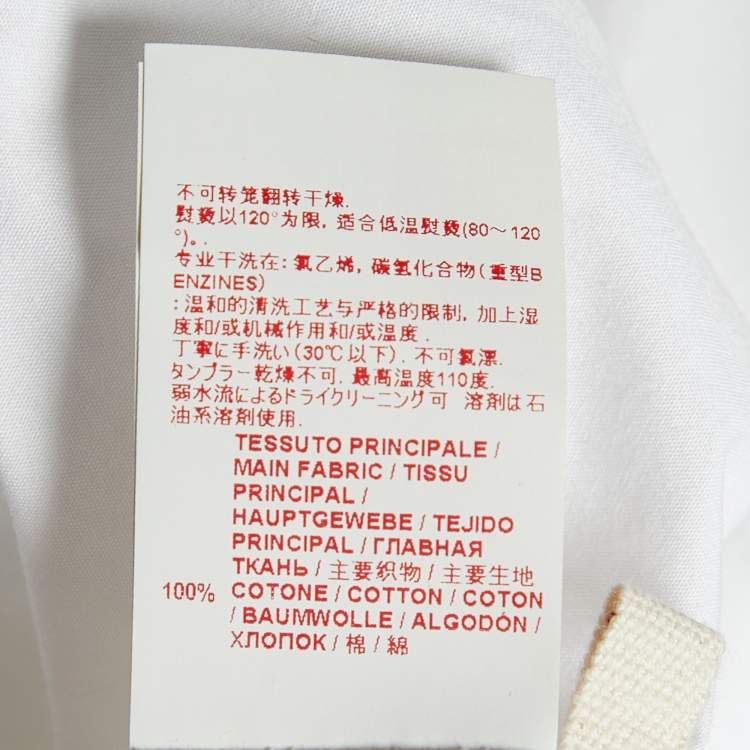 不可转笼翻转干燥.
熨烫以120°为限, 适合低温熨烫(80～120
°)。.
专业干洗在: 氯乙烯, 碳氢化合物(重型B
ENZINES)
:温和的清洗工艺与严格的限制, 加上湿
度和/或机械作用和/或温度.
丁寧に手洗い(30℃以下). 不可氯漂.
タンブラー乾燥不可. 最高温度110度.
弱水流によるドライクリーニング可 溶剤は石
油系溶剤使用.
TESSUTO PRINCIPALE /
MAIN FABRIC / TISSU
PRINCIPAL /
HAUPTGEWEBE / TEJIDO
PRINCIPAL / ГЛАВНАЯ
ТКАНЬ / 主要织物 / 主要生地
100% COTONE / COTTON / COTON
/ BAUMWOLLE / ALGODÓN /
ХЛОПОК / 棉 / 綿